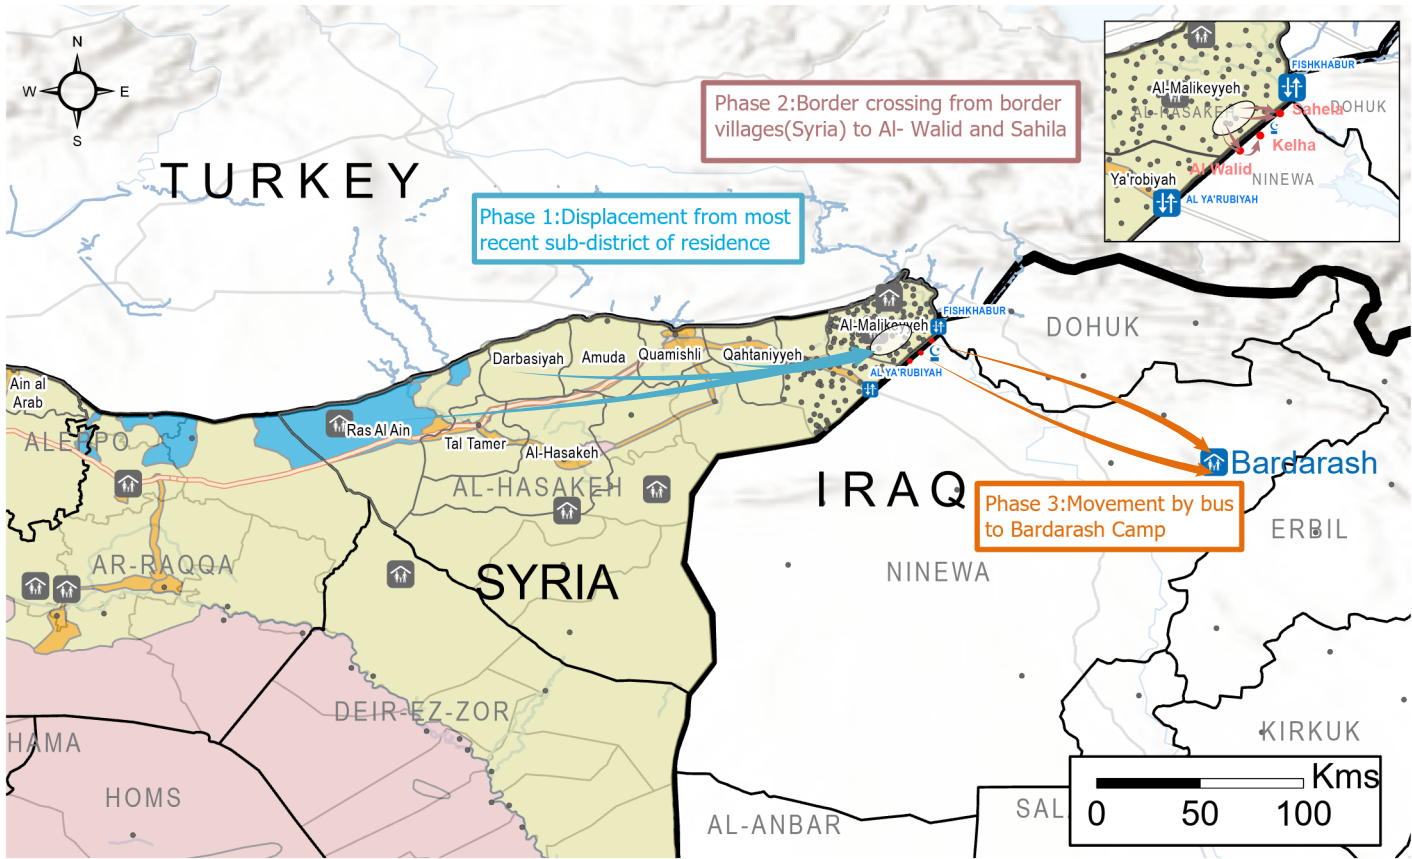 N
W E
S
TURKEY
Phase 2:Border crossing from border
villages(Syria) to Al- Walid and Sahila
Phase 1:Displacement from most
recent sub-district of residence
FISHKHABUR
Al-Malikeyyeh
AL-HASAKEH
DOHUK
Sahela
Kelha
Al Walid
NINEWA
Ya'robiyah
AL YA'RUBIYAH
FISHKHABUR
DOHUK
Al-Malikeyyeh
Darbasiyah
Amuda
Quamishli
Qahtaniyyeh
AL YA'RUBIYAH
Ain al
Arab
ALEPPO
Ras Al Ain
Tal Tamer
Al-Hasakeh
AL-HASAKEH
IRAQ
Bardarash
Phase 3:Movement by bus
to Bardarash Camp
ERBIL
AR-RAQQA
SYRIA
NINEWA
DEIR-EZ-ZOR
HAMA
HOMS
KIRKUK
AL-ANBAR
SAL
Kms
0 50 100